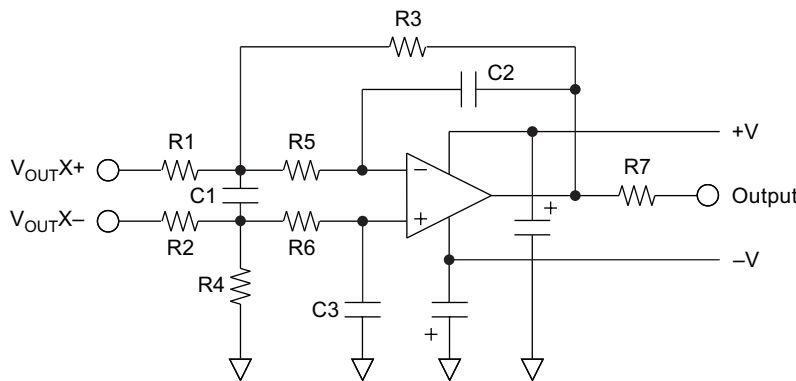 R3
C2
R1
R5
+V
VOUTX+
−
R7
C1
Output
VOUTX–
+
+
R2
R6
–V
R4
C3
+